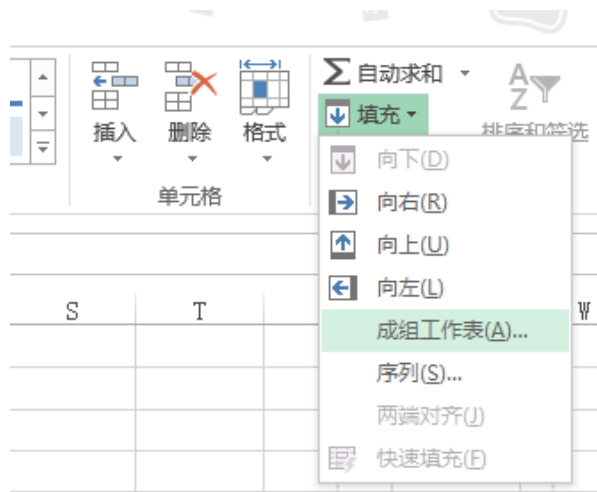 自动求和
填充
插入 删除 格式
排序和筛选
单元格
向下(D)
向右(R)
向上(U)
向左(L)
成组工作表(A)...
序列(S)...
两端对齐(J)
快速填充(F)
S T W